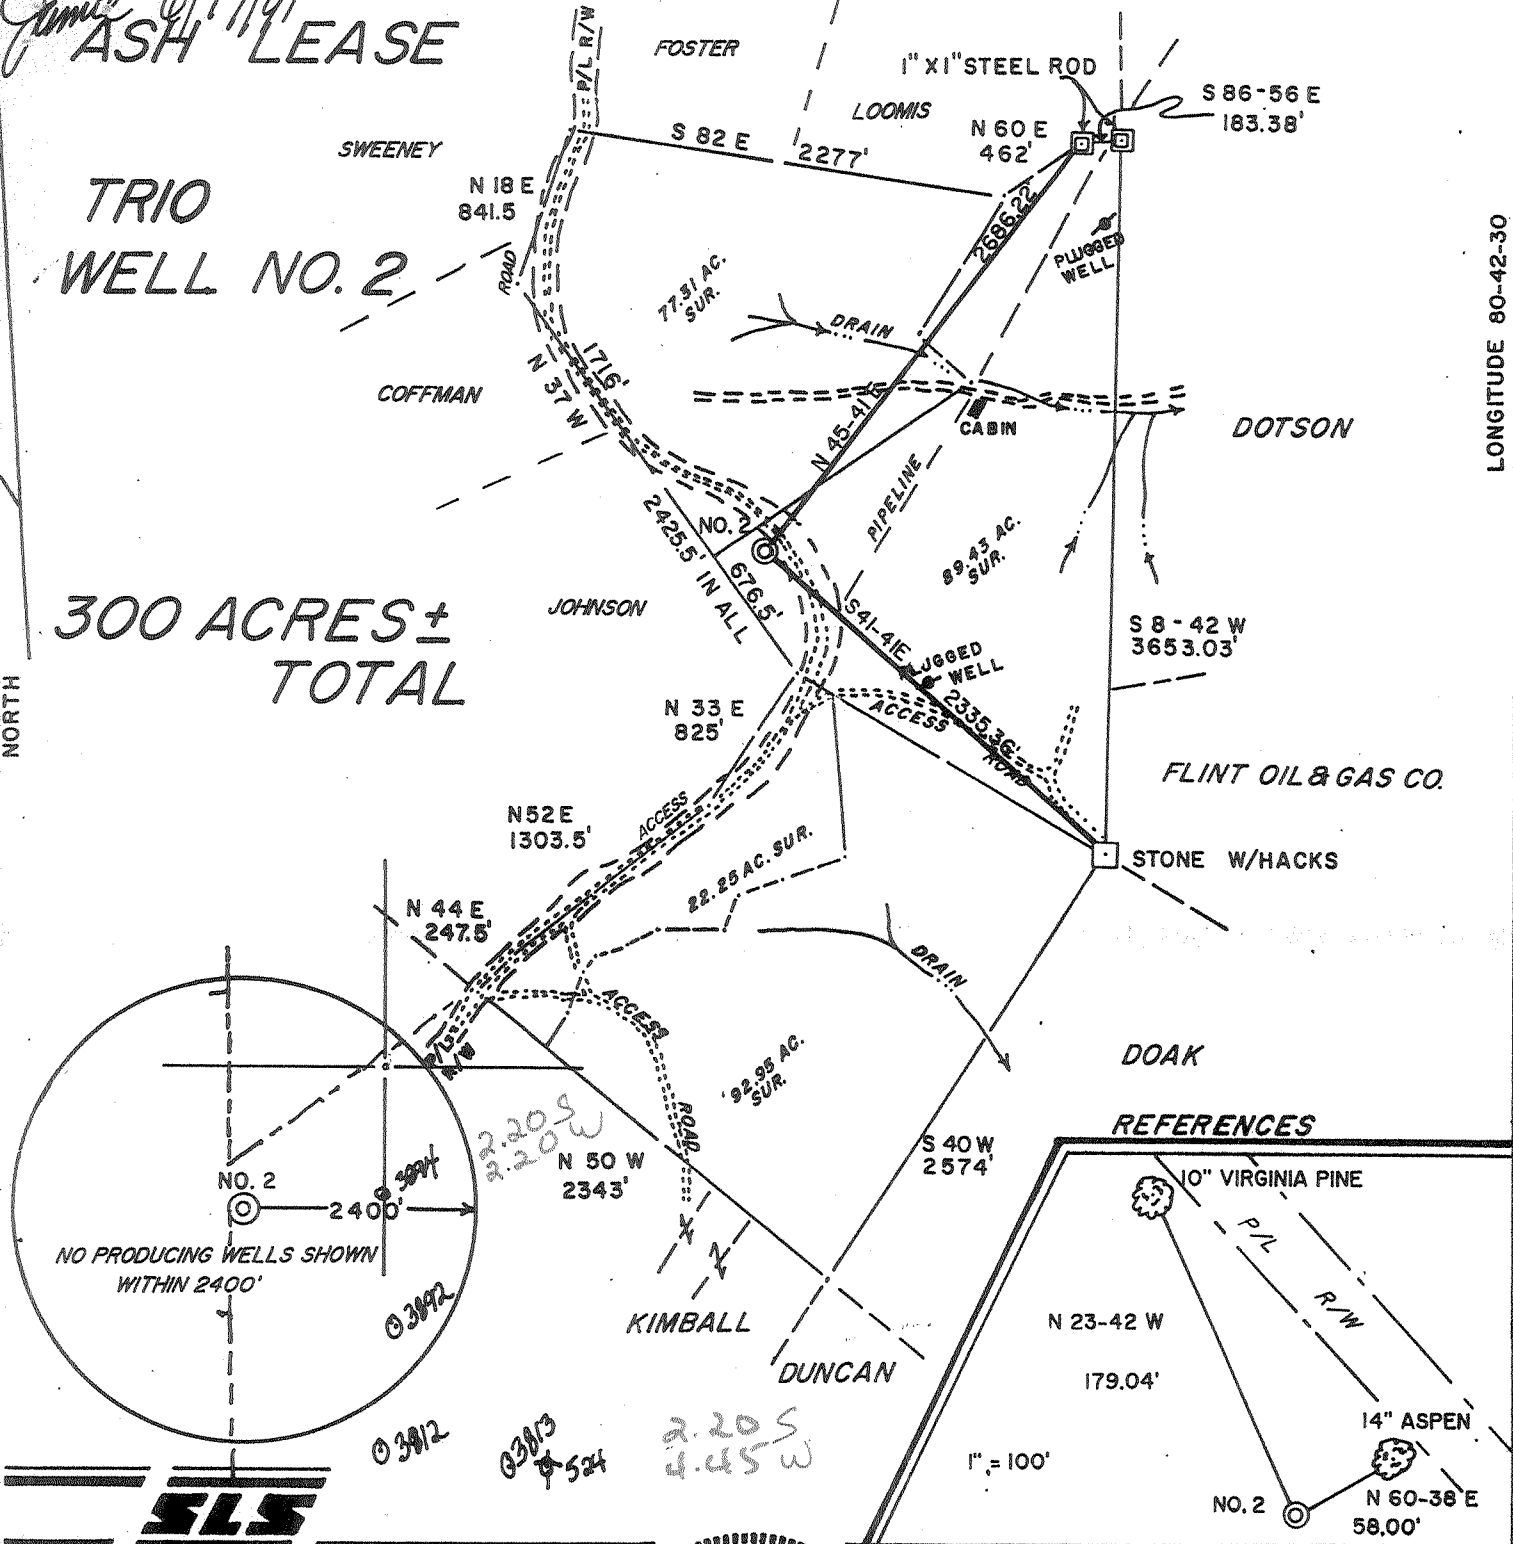 ASH LEASE
P/L R/W
FOSTER
1" X 1" STEEL ROD
S 86-56 E
183.38'
LOOMIS
N 60 E
462'
SWEENEY
S 82 E 2277'
TRIO
WELL NO. 2
N 18 E
841.5
ROAD
2686.22
PLUGGED
WELL
LONGITUDE 80-42-30
77.31 AC.
SUR.
DRAIN
1716'
N 37 W
COFFMAN
N 45-41 E
CABIN
DOTSON
PIPELINE
NO. 2
2425.5' IN ALL
676.5'
89.43 AC.
SUR.
300 ACRES ±
TOTAL
JOHNSON
S 41-41 E
S 8-42 W
3653.03'
PLUGGED
WELL
NORTH
N 33 E
825'
ACCESS
ROAD
2335.36'
FLINT OIL & GAS CO.
N 52 E
1303.5'
ACCESS
22.25 AC. SUR.
STONE W/HACKS
N 44 E
247.5'
DRAIN
ACCESS
ROAD
P/L
R/W
92.95 AC.
SUR.
DOAK
2.20 S
2.20 W
REFERENCES
N 50 W
2343'
S 40 W
2574'
NO. 2
3894
2400'
10" VIRGINIA PINE
NO PRODUCING WELLS SHOWN
WITHIN 2400'
P/L
R/W
3892
KIMBALL
N 23-42 W
179.04'
DUNCAN
3812
3813
524
2.20 S
4.45 W
14" ASPEN
1" = 100'
NO. 2
N 60-38 E
58.00'
SLS